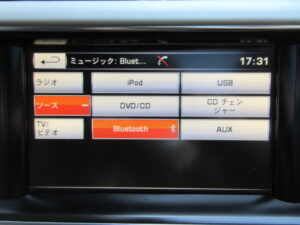 ミュージック: Bluet... 17:31
ラジオ iPod USB
ソース DVD/CD CD チェン
ジャー
TV/
ビデオ Bluetooth AUX